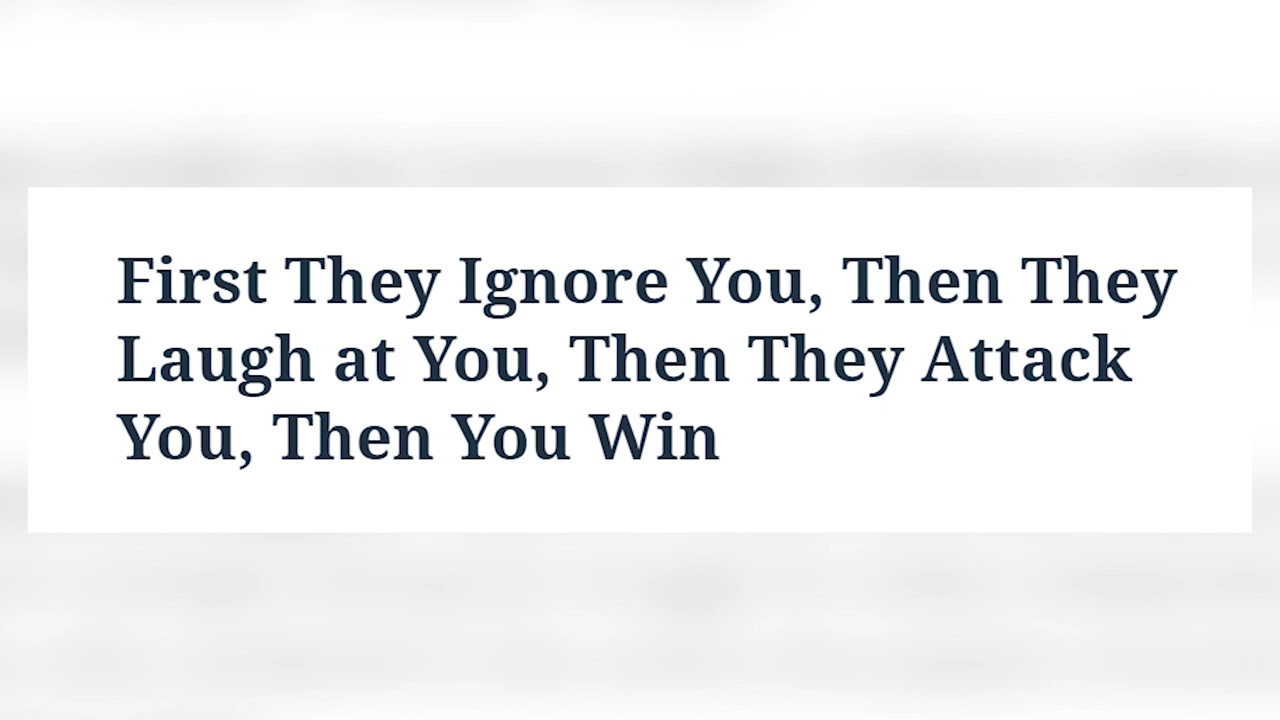 First They Ignore You, Then They
Laugh at You, Then They Attack
You, Then You Win